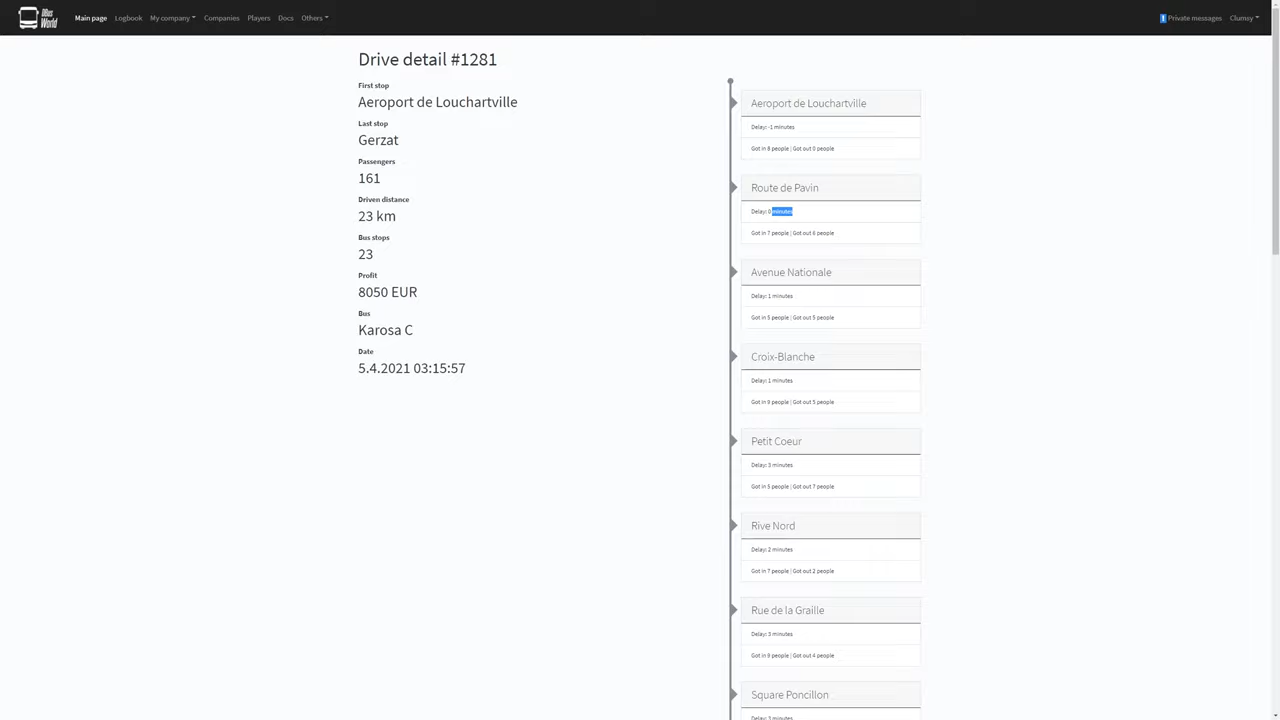 iBus World
Main page Logbook My company Companies Players Docs Others
Private messages Clumsy
Drive detail #1281
First stop
Aeroport de Louchartville
Last stop
Gerzat
Passengers
161
Driven distance
23 km
Bus stops
23
Profit
8050 EUR
Bus
Karosa C
Date
5.4.2021 03:15:57
Aeroport de Louchartville
Delay: -1 minutes
Got in 6 people | Got out 0 people
Route de Pavin
Delay: 0 minutes
Got in 7 people | Got out 6 people
Avenue Nationale
Delay: 1 minutes
Got in 5 people | Got out 5 people
Croix-Blanche
Delay: 1 minutes
Got in 9 people | Got out 5 people
Petit Coeur
Delay: 3 minutes
Got in 5 people | Got out 7 people
Rive Nord
Delay: 2 minutes
Got in 7 people | Got out 2 people
Rue de la Graille
Delay: 3 minutes
Got in 9 people | Got out 4 people
Square Poncillon
Delay: 3 minutes